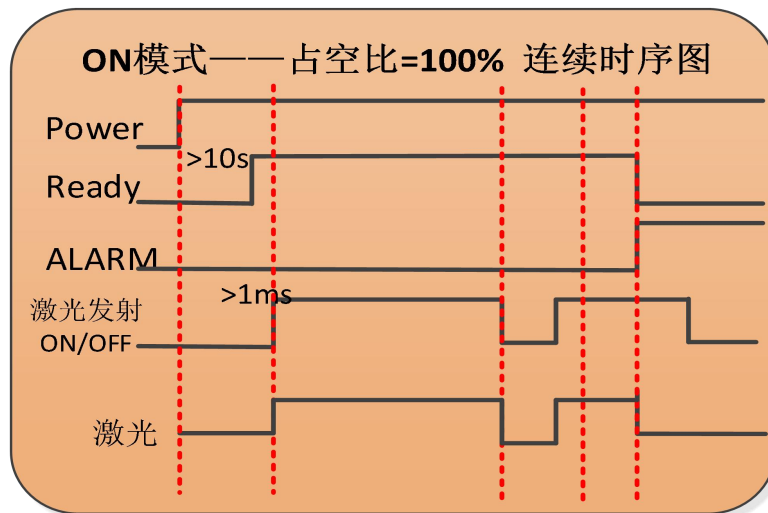 ON模式——占空比=100% 连续时序图
Power
>10s
Ready
ALARM
>1ms
激光发射
ON/OFF
激光